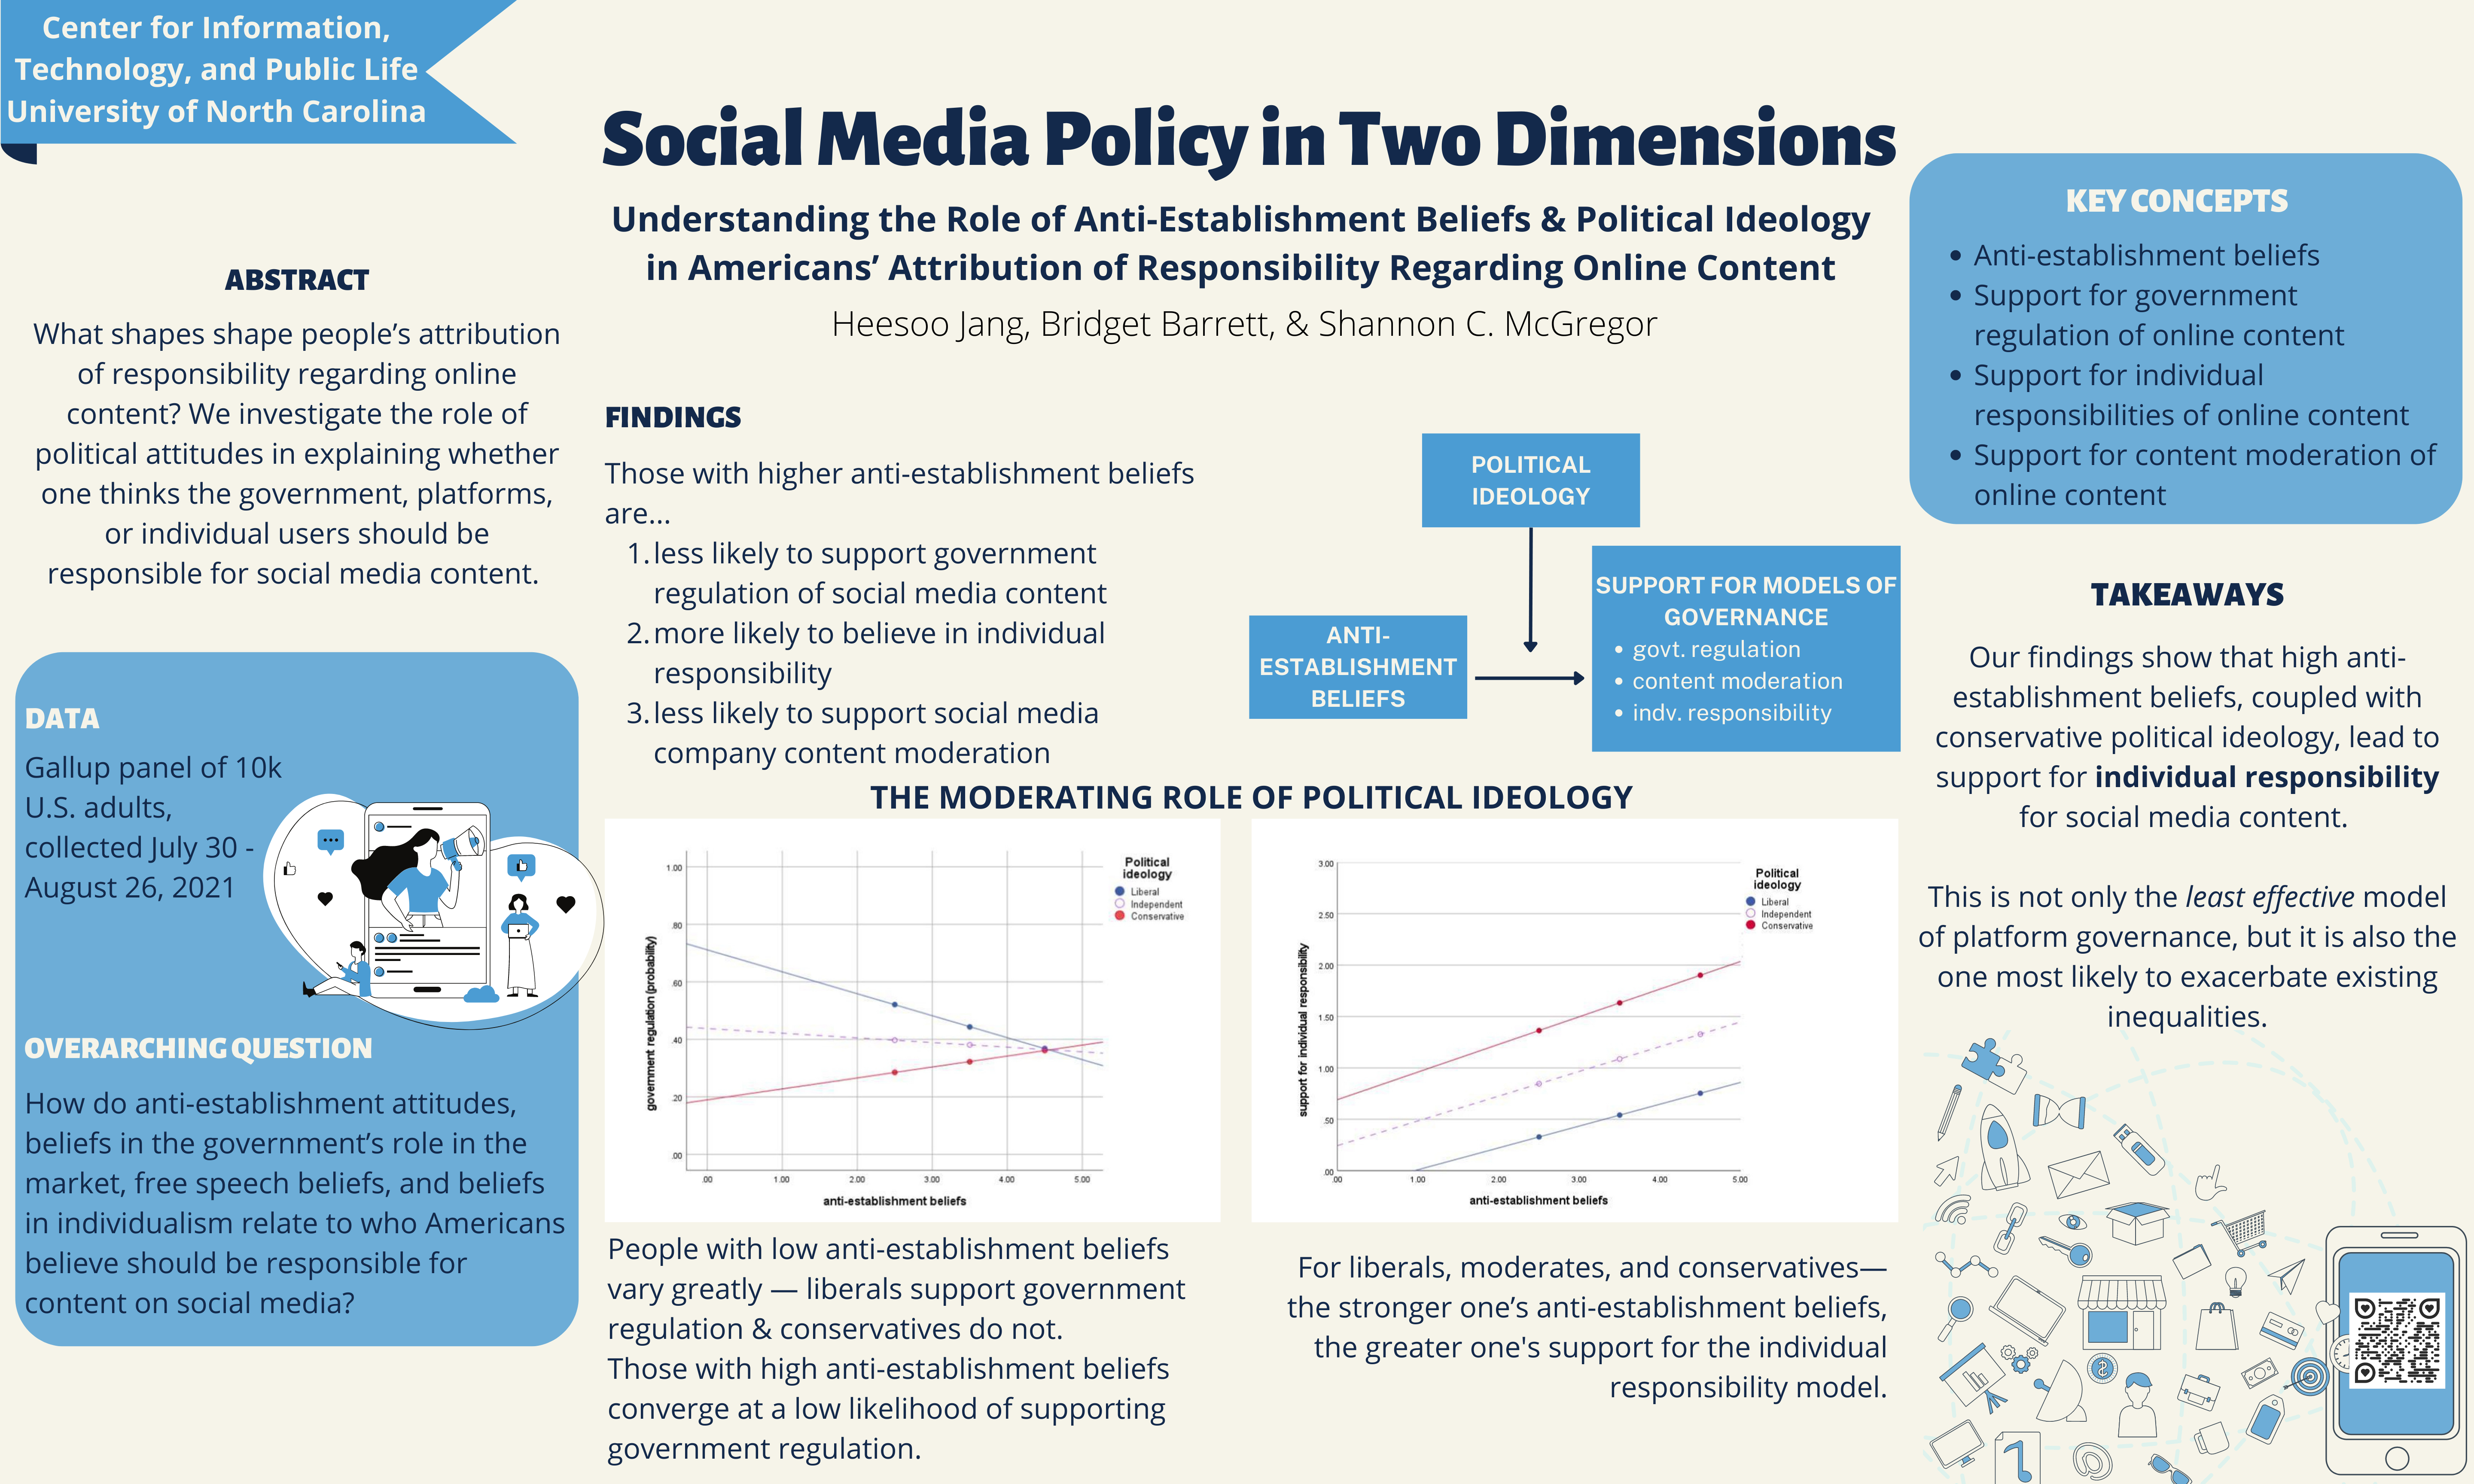 Center for Information,
Technology, and Public Life
University of North Carolina
Social Media Policy in Two Dimensions
Understanding the Role of Anti-Establishment Beliefs & Political Ideology
in Americans’ Attribution of Responsibility Regarding Online Content
Heesoo Jang, Bridget Barrett, & Shannon C. McGregor
ABSTRACT
What shapes shape people’s attribution
of responsibility regarding online
content? We investigate the role of
political attitudes in explaining whether
one thinks the government, platforms,
or individual users should be
responsible for social media content.
DATA
Gallup panel of 10k
U.S. adults,
collected July 30 -
August 26, 2021
OVERARCHING QUESTION
How do anti-establishment attitudes,
beliefs in the government’s role in the
market, free speech beliefs, and beliefs
in individualism relate to who Americans
believe should be responsible for
content on social media?
FINDINGS
Those with higher anti-establishment beliefs
are...
1. less likely to support government
regulation of social media content
2. more likely to believe in individual
responsibility
3. less likely to support social media
company content moderation
POLITICAL
IDEOLOGY
ANTI-
ESTABLISHMENT
BELIEFS
SUPPORT FOR MODELS OF
GOVERNANCE
• govt. regulation
• content moderation
• indv. responsibility
THE MODERATING ROLE OF POLITICAL IDEOLOGY
government regulation (probability)
1.00
.80
.60
.40
.20
.00
.00 1.00 2.00 3.00 4.00 5.00
anti-establishment beliefs
Political
ideology
Liberal
Independent
Conservative
People with low anti-establishment beliefs
vary greatly — liberals support government
regulation & conservatives do not.
Those with high anti-establishment beliefs
converge at a low likelihood of supporting
government regulation.
support for individual responsibility
3.00
2.50
2.00
1.50
1.00
.50
.00
.00 1.00 2.00 3.00 4.00 5.00
anti-establishment beliefs
Political
ideology
Liberal
Independent
Conservative
For liberals, moderates, and conservatives—
the stronger one’s anti-establishment beliefs,
the greater one's support for the individual
responsibility model.
KEY CONCEPTS
• Anti-establishment beliefs
• Support for government
regulation of online content
• Support for individual
responsibilities of online content
• Support for content moderation of
online content
TAKEAWAYS
Our findings show that high anti-
establishment beliefs, coupled with
conservative political ideology, lead to
support for individual responsibility
for social media content.
This is not only the least effective model
of platform governance, but it is also the
one most likely to exacerbate existing
inequalities.